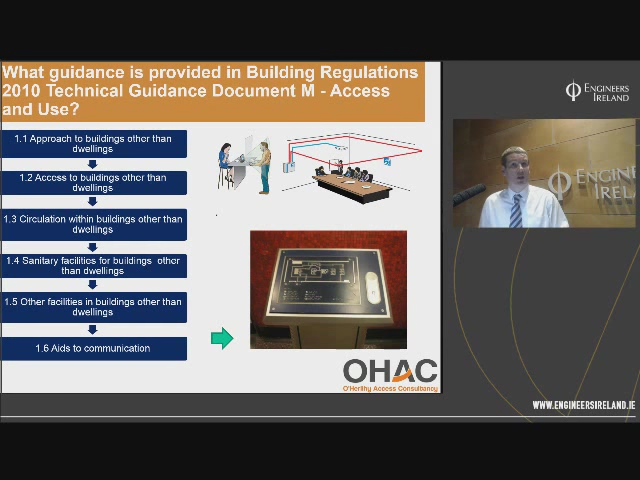 What guidance is provided in Building Regulations
2010 Technical Guidance Document M - Access
and Use?
1.1 Approach to buildings other than
dwellings
1.2 Access to buildings other than
dwellings
1.3 Circulation within buildings other than
dwellings
1.4 Sanitary facilities for buildings other
than dwellings
1.5 Other facilities in buildings other than
dwellings
1.6 Aids to communication
OHAC
O'Herlihy Access Consultancy
ENGINEERS
IRELAND
ENGINE
IREL
WWW.ENGINEERSIRELAND.IE